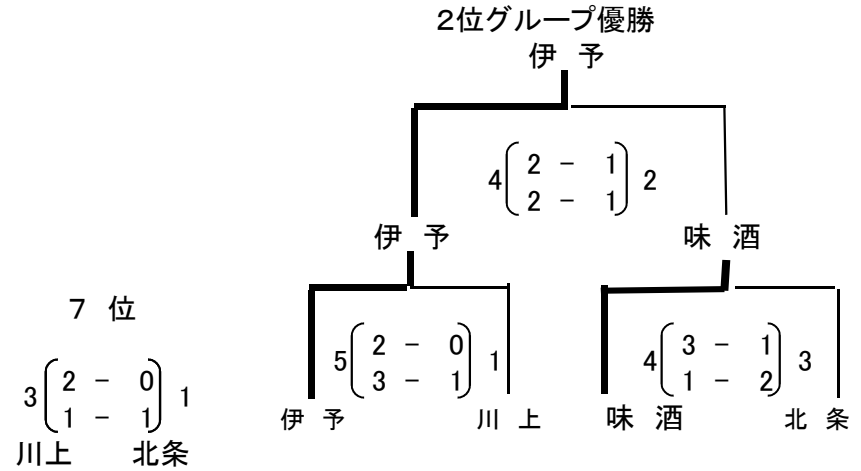 2位グループ優勝
伊 予
4 2 - 1 2
2 - 1
伊 予 味 酒
7 位
5 2 - 0 1 4 3 - 1 3
3 - 1 1 - 2
3 2 - 0 1
1 - 1
伊 予 川 上 味 酒 北 条
川上 北条